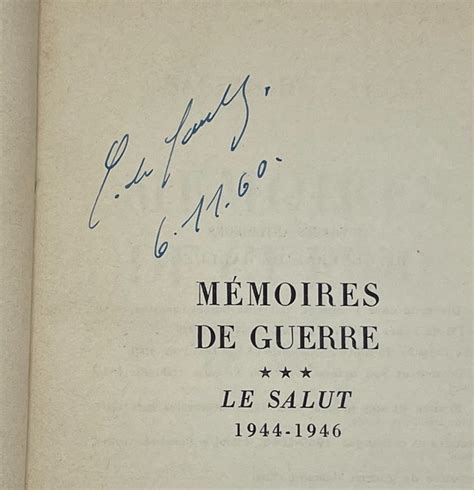 C. de Gaulle.
6.11.60.
MÉMOIRES
DE GUERRE
★ ★ ★
LE SALUT
1944-1946